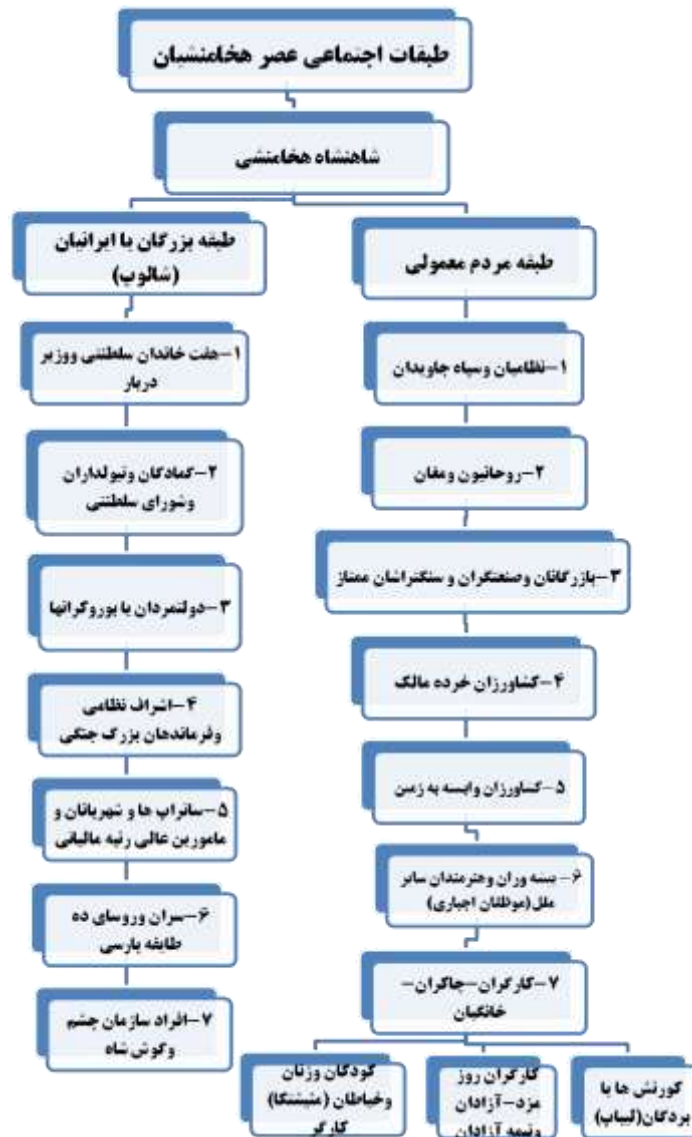 طبقات اجتماعی عصر هخامنشیان
شاهنشاه هخامنشی
طبقه مردم معمولی
۱-نظامیان وسپاه جاویدان
۲-روحانیون ومغان
۳-بازرگانان وصنعتگران و سنگتراشان ممتاز
۴-کشاورزان خرده مالک
۵-کشاورزان وابسته به زمین
۶-پیشه وران وهنرمندان سایر
ملل(موظفان اجباری)
۷-کارگران-چاکران-
خانگیان
کورتش ها یا
بردگان(لیباپ)
کارگران روز
مزد-آزادان
ونیمه آزادان
کودکان وزنان
وخیاطان (متیشتگا)
کارگر
طبقه بزرگان یا ایرانیان
(شالوپ)
۱-هفت خاندان سلطنتی ووزیر
دربار
۲-گمادگان وتیولداران
وشورای سلطنتی
۳-دولتمردان یا بوروکراتها
۴-اشراف نظامی
وفرماندهان بزرگ جنگی
۵-ساتراپ ها و شهربانان و
مامورین عالی رتبه مالیاتی
۶-سران وروسای ده
طایفه پارسی
۷-افراد سازمان چشم
وگوش شاه